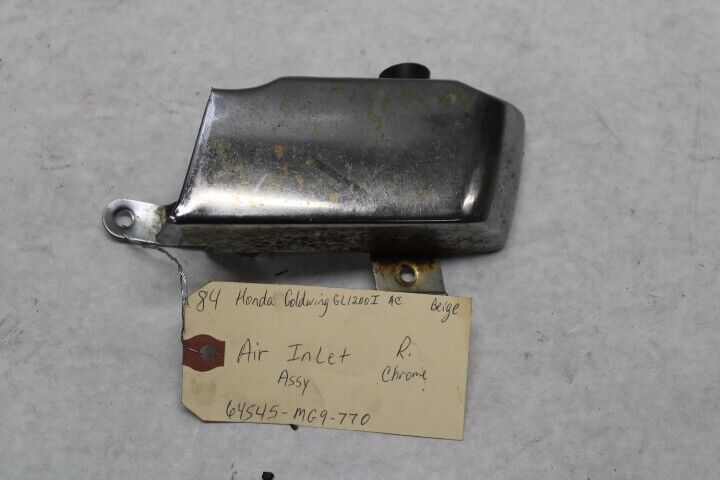 84 Honda Goldwing GL1200I AC Beige
Air Inlet R.
Assy Chrome
64545-MG9-770